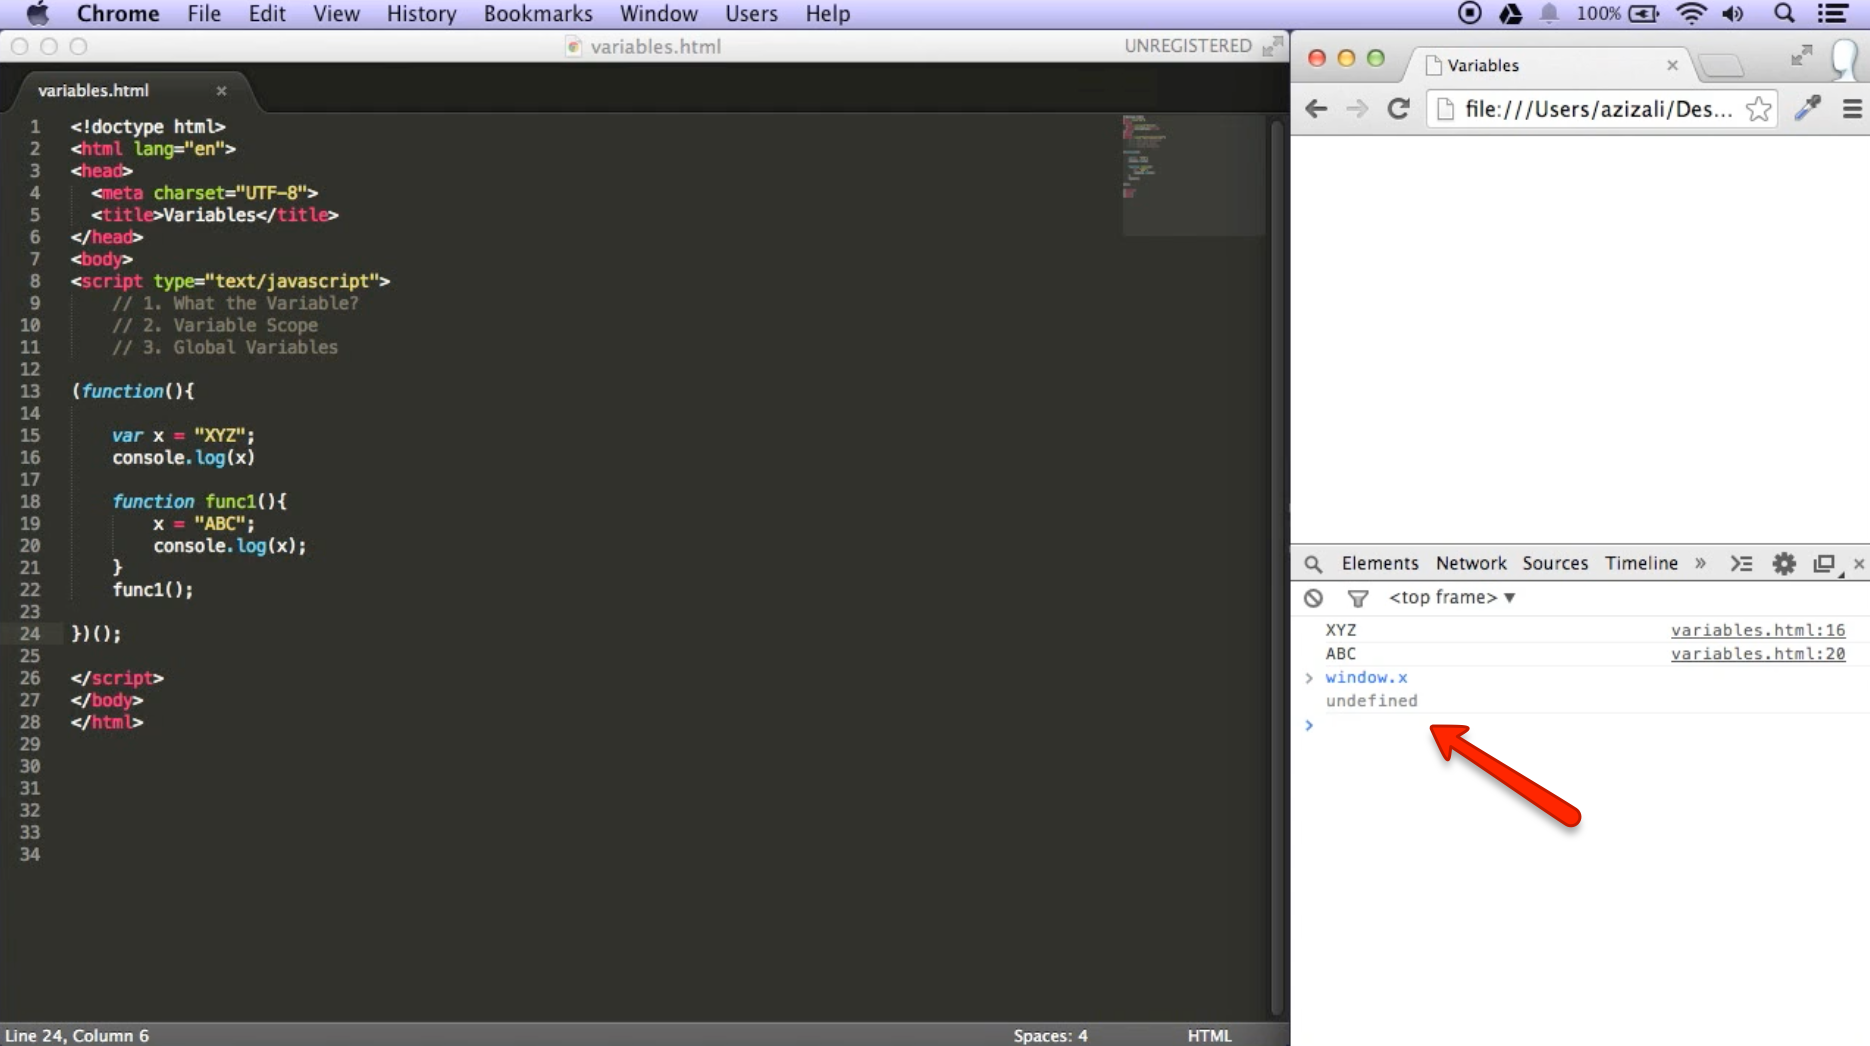 Chrome File Edit View History Bookmarks Window Users Help 100%
variables.html UNREGISTERED
variables.html ×
1 <!doctype html>
2 <html lang="en">
3 <head>
4 <meta charset="UTF-8">
5 <title>Variables</title>
6 </head>
7 <body>
8 <script type="text/javascript">
9 // 1. What the Variable?
10 // 2. Variable Scope
11 // 3. Global Variables
12
13 (function(){
14
15 var x = "XYZ";
16 console.log(x)
17
18 function func1(){
19 x = "ABC";
20 console.log(x);
21 }
22 func1();
23
24 })();
25
26 </script>
27 </body>
28 </html>
29
30
31
32
33
34
Line 24, Column 6 Spaces: 4 HTML
Variables ×
file:///Users/azizali/Des...
Elements Network Sources Timeline » ×
<top frame> ▼
XYZ variables.html:16
ABC variables.html:20
> window.x
undefined
>